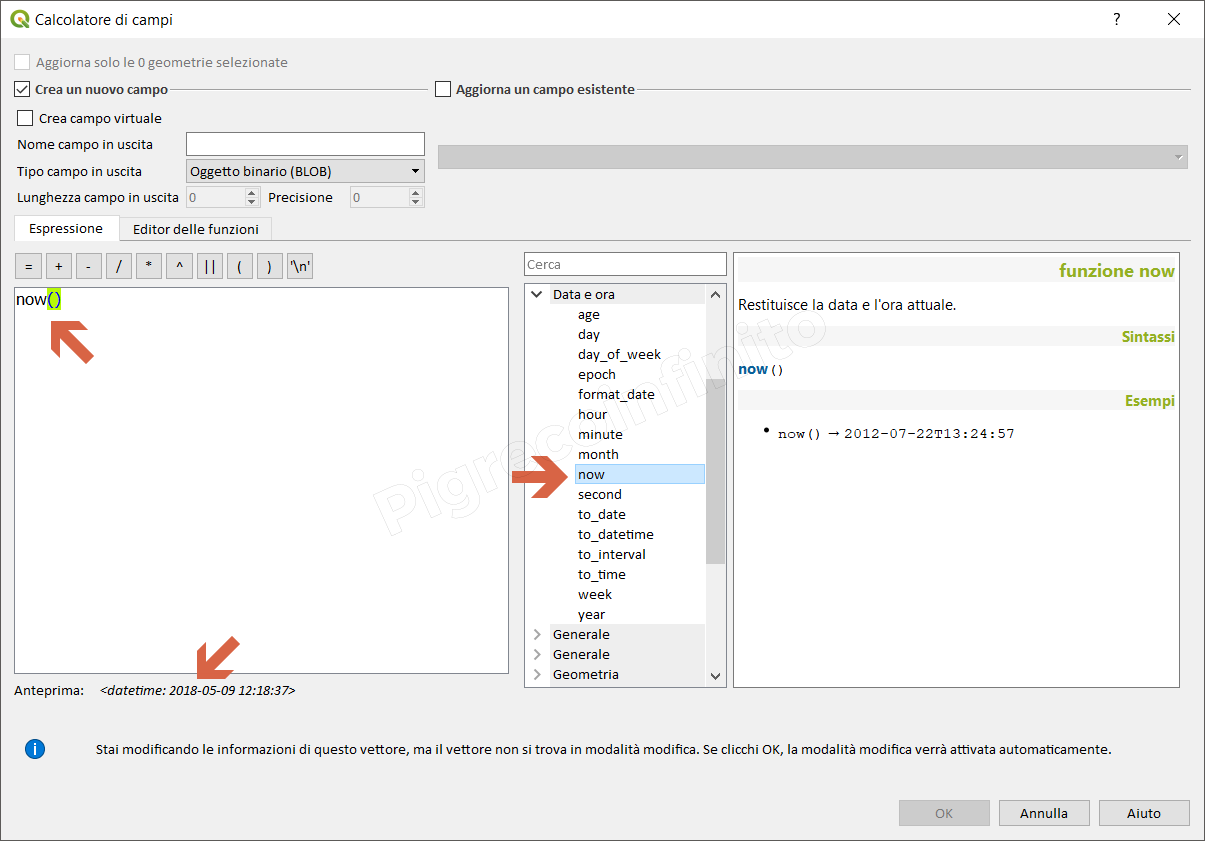 Calcolatore di campi
?
Aggiorna solo le 0 geometrie selezionate
Crea un nuovo campo
Aggiorna un campo esistente
Crea campo virtuale
Nome campo in uscita
Tipo campo in uscita Oggetto binario (BLOB)
Lunghezza campo in uscita 0 Precisione 0
Espressione Editor delle funzioni
= + - / * ^ || ( ) '\n'
now()
Anteprima: <datetime: 2018-05-09 12:18:37>
Cerca
Data e ora
age
day
day_of_week
epoch
format_date
hour
minute
month
now
second
to_date
to_datetime
to_interval
to_time
week
year
Generale
Generale
Geometria
funzione now
Restituisce la data e l'ora attuale.
Sintassi
now()
Esempi
• now() → 2012-07-22T13:24:57
Pigrecoinfinito
Stai modificando le informazioni di questo vettore, ma il vettore non si trova in modalità modifica. Se clicchi OK, la modalità modifica verrà attivata automaticamente.
OK Annulla Aiuto